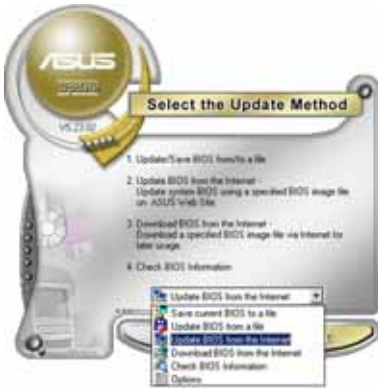 ASUS
Update
V5.23.02
Select the Update Method
1. Update/Save BIOS from/to a file
2. Update BIOS from the Internet -
Update system BIOS using a specified BIOS image file
on ASUS Web Site.
3. Download BIOS from the Internet -
Download a specified BIOS image file via Internet for
later usage.
4. Check BIOS Information
Update BIOS from the Internet
Save current BIOS to a file
Update BIOS from a file
Update BIOS from the Internet
Download BIOS from the Internet
Check BIOS Information
Options